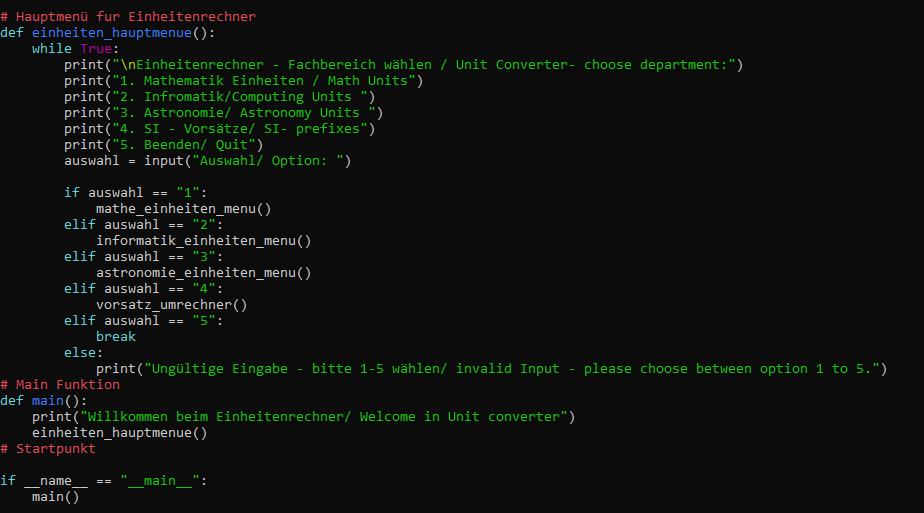 # Hauptmenü fur Einheitenrechner
def einheiten_hauptmenue():
    while True:
        print("\nEinheitenrechner - Fachbereich wählen / Unit Converter- choose department:")
        print("1. Mathematik Einheiten / Math Units")
        print("2. Infromatik/Computing Units ")
        print("3. Astronomie/ Astronomy Units ")
        print("4. SI - Vorsätze/ SI- prefixes")
        print("5. Beenden/ Quit")
        auswahl = input("Auswahl/ Option: ")

        if auswahl == "1":
            mathe_einheiten_menu()
        elif auswahl == "2":
            informatik_einheiten_menu()
        elif auswahl == "3":
            astronomie_einheiten_menu()
        elif auswahl == "4":
            vorsatz_umrechner()
        elif auswahl == "5":
            break
        else:
            print("Ungültige Eingabe - bitte 1-5 wählen/ invalid Input - please choose between option 1 to 5.")
# Main Funktion
def main():
    print("Willkommen beim Einheitenrechner/ Welcome in Unit converter")
    einheiten_hauptmenue()
# Startpunkt

if __name__ == "__main__":
    main()